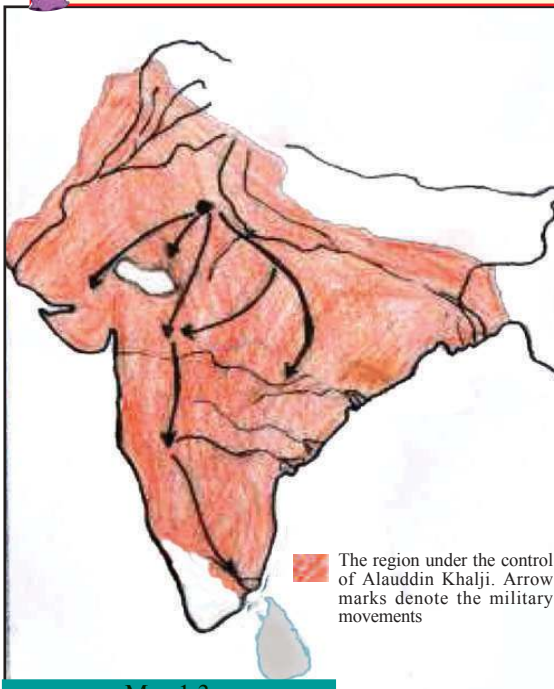 The region under the control
of Alauddin Khalji. Arrow
marks denote the military
movements